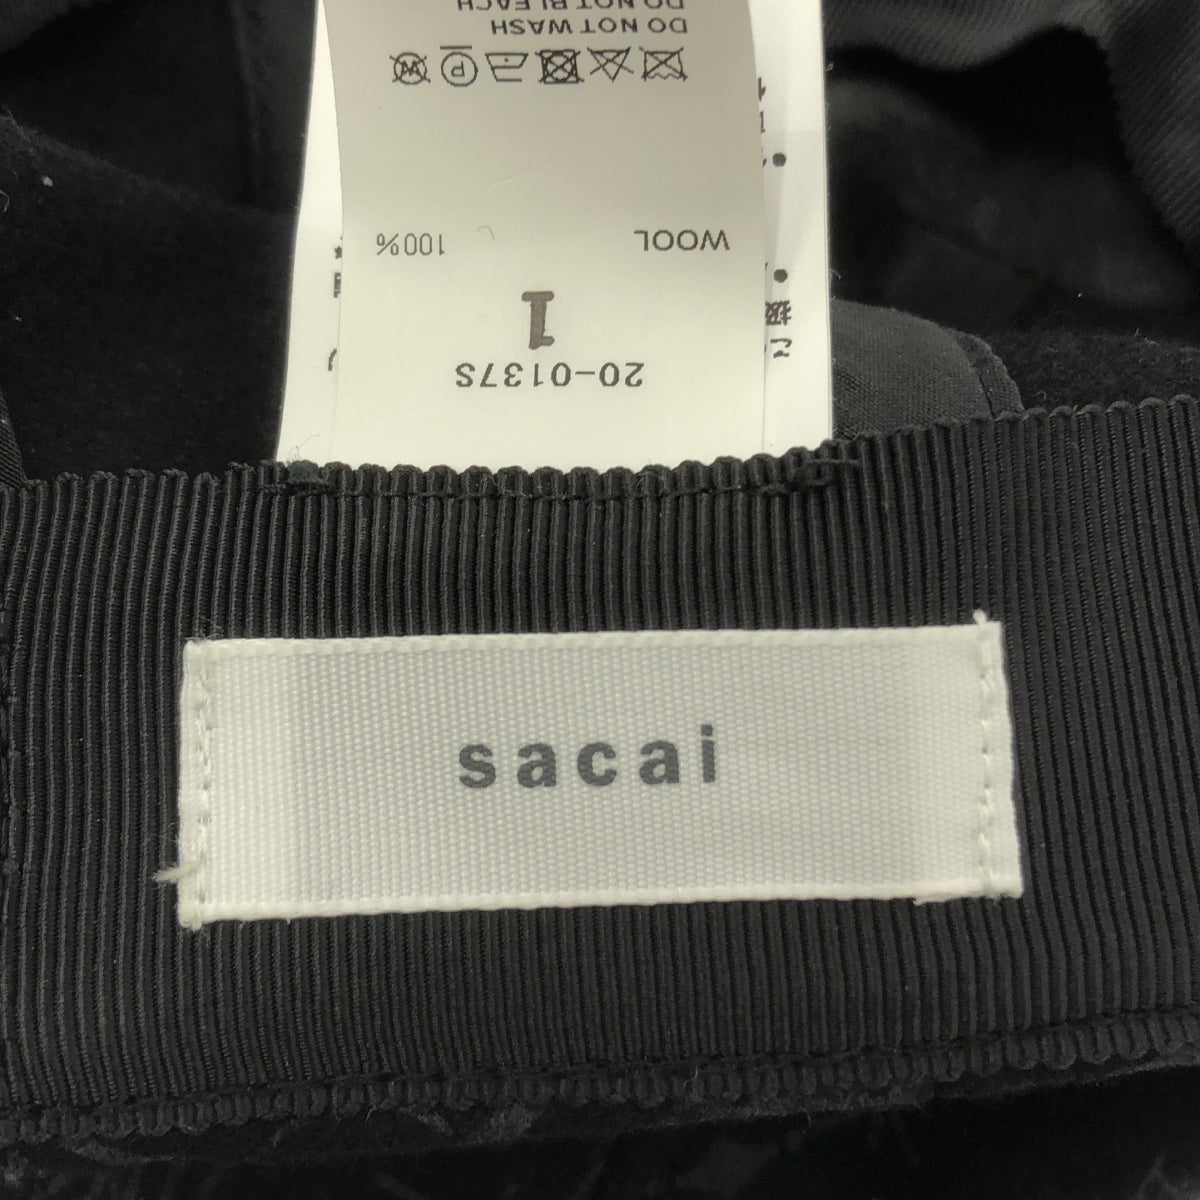 20-0137S
1
WOOL 100%
DO NOT WASH
DO NOT BLEACH
sacai